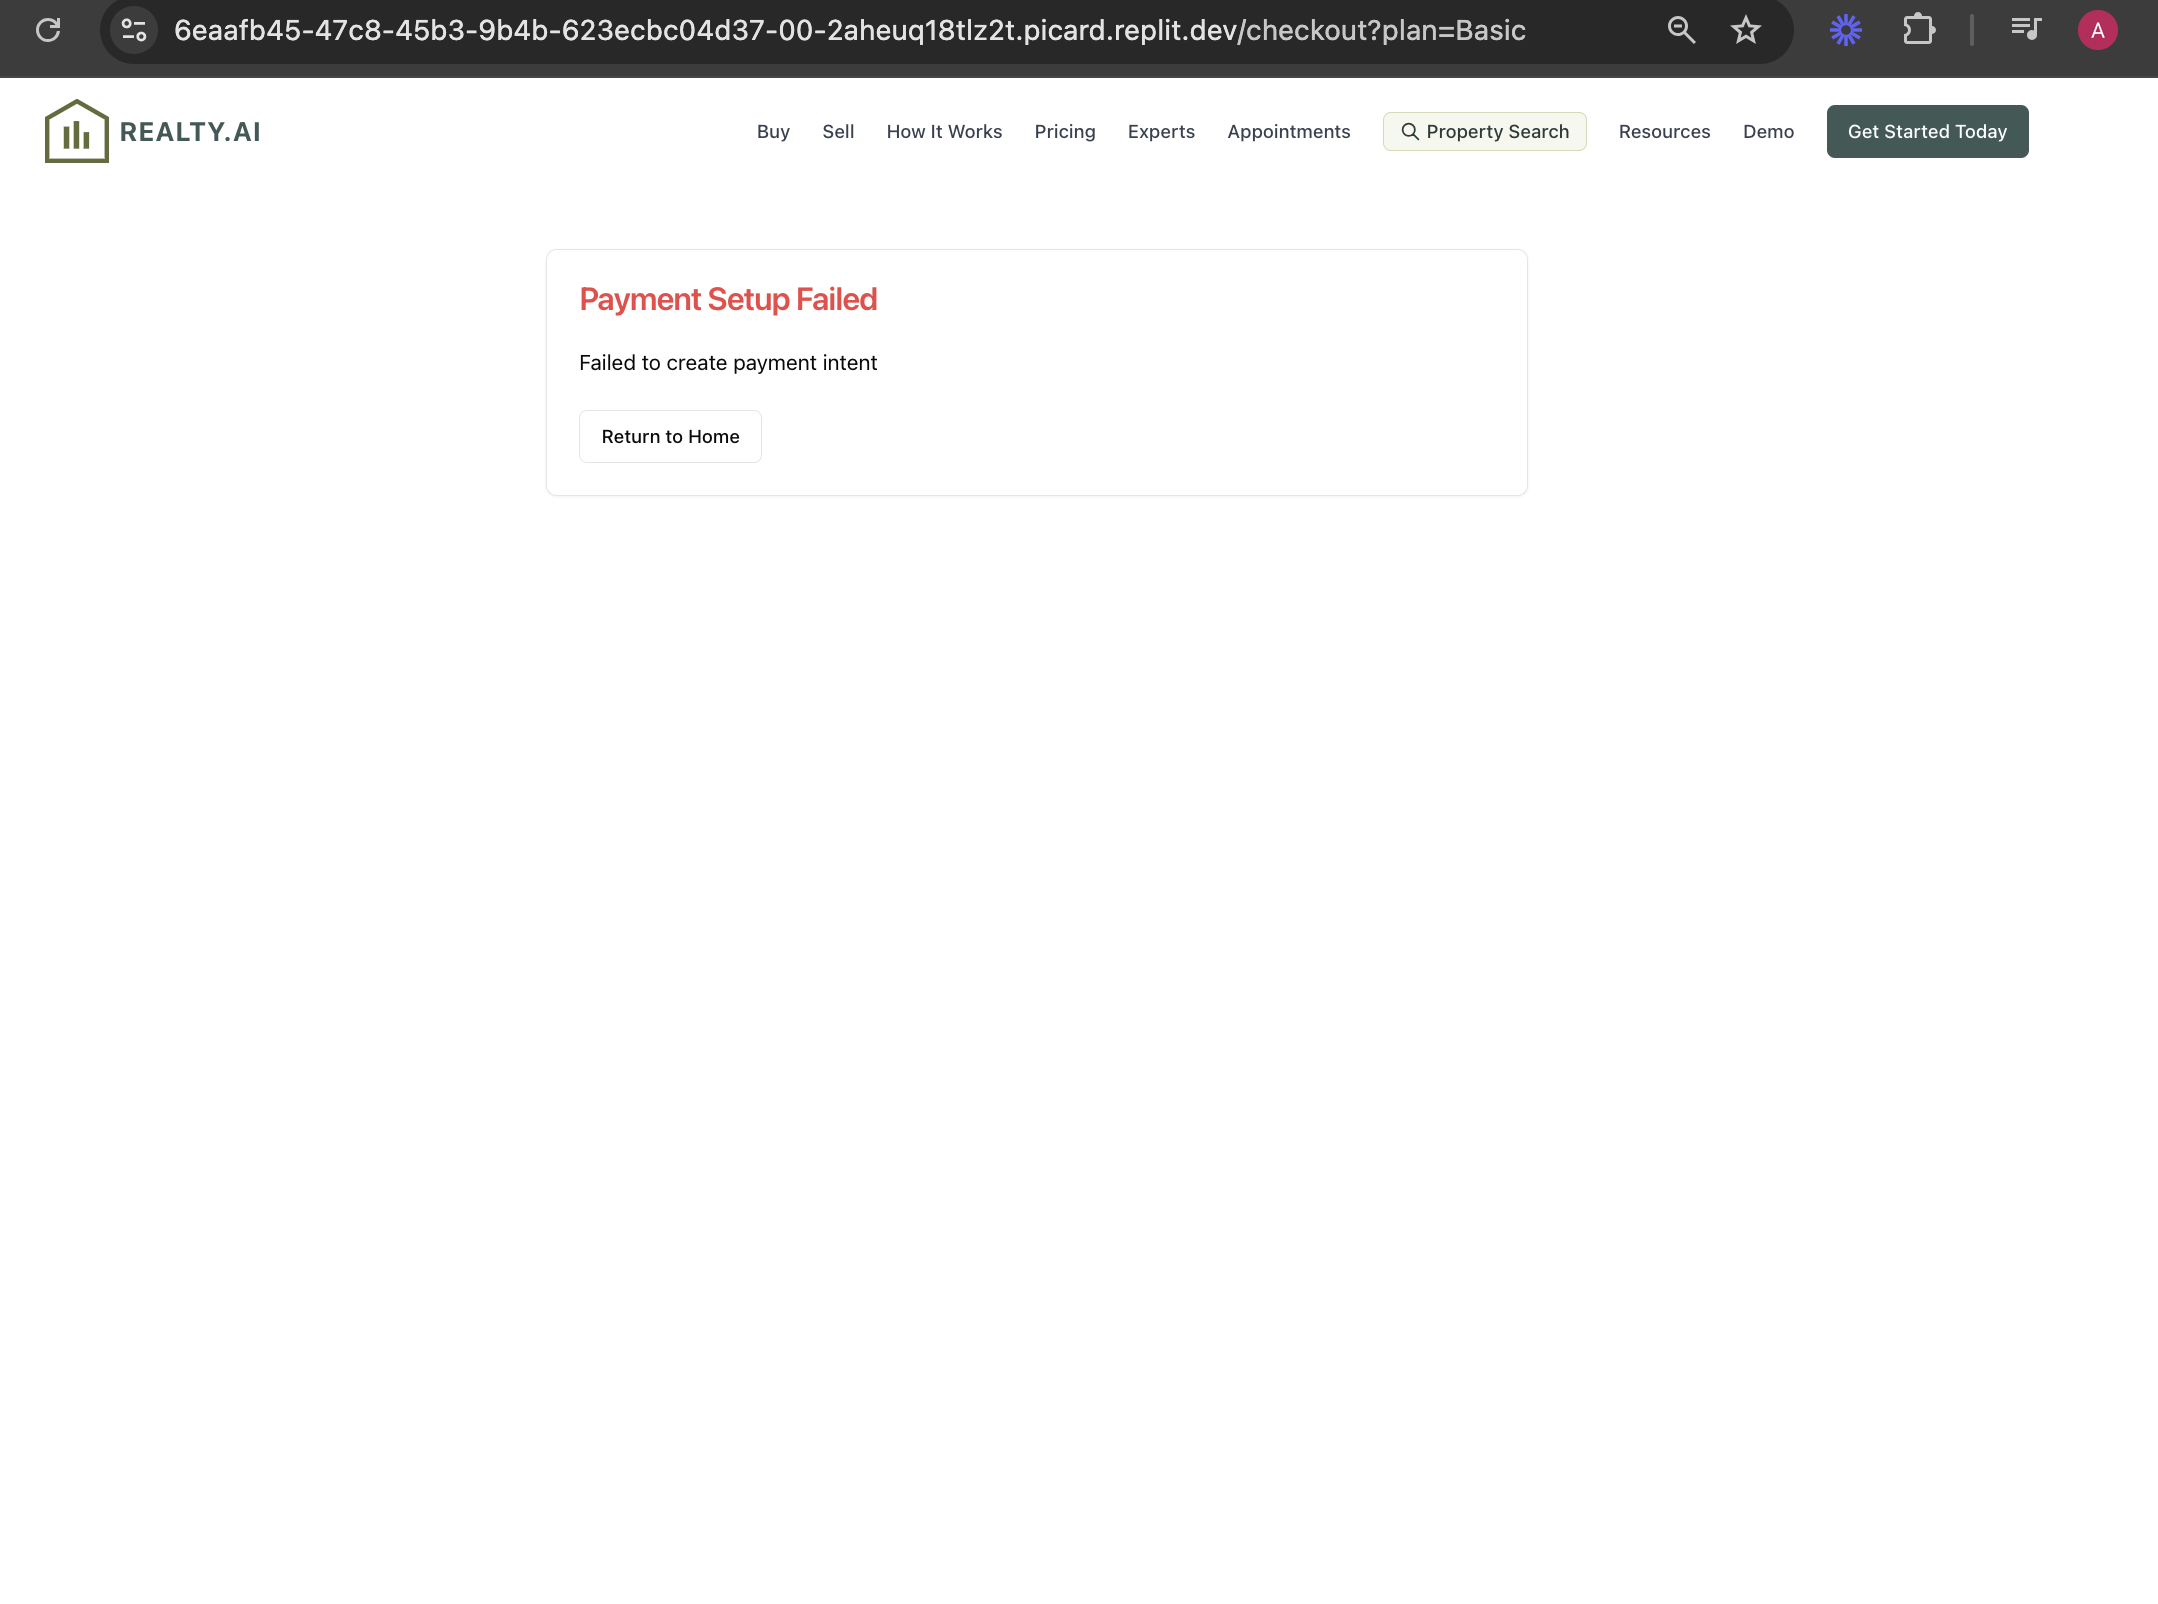 6eaafb45-47c8-45b3-9b4b-623ecbc04d37-00-2aheuq18tlz2t.picard.replit.dev/checkout?plan=Basic
A
REALTY.AI
Buy Sell How It Works Pricing Experts Appointments Property Search Resources Demo Get Started Today
Payment Setup Failed
Failed to create payment intent
Return to Home